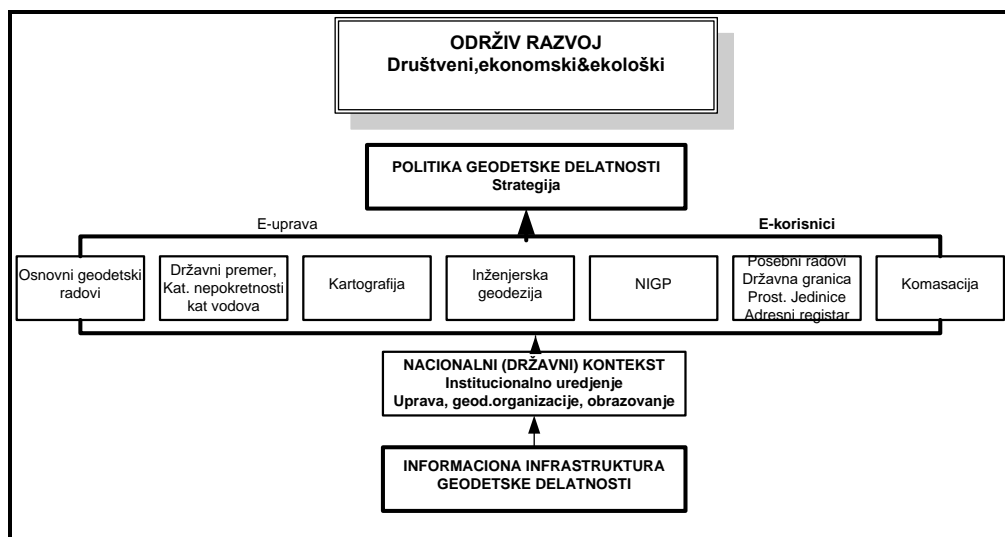 ODRŽIV RAZVOJ
Društveni,ekonomski&ekološki
POLITIKA GEODETSKE DELATNOSTI
Strategija
E-uprava
E-korisnici
Osnovni geodetski
radovi
Državni premer,
Kat. nepokretnosti
kat vodova
Kartografija
Inženjerska
geodezija
NIGP
Posebni radovi
Državna granica
Prost. Jedinice
Adresni registar
Komasacija
NACIONALNI (DRŽAVNI) KONTEKST
Institucionalno uredjenje
Uprava, geod.organizacije, obrazovanje
INFORMACIONA INFRASTRUKTURA
GEODETSKE DELATNOSTI